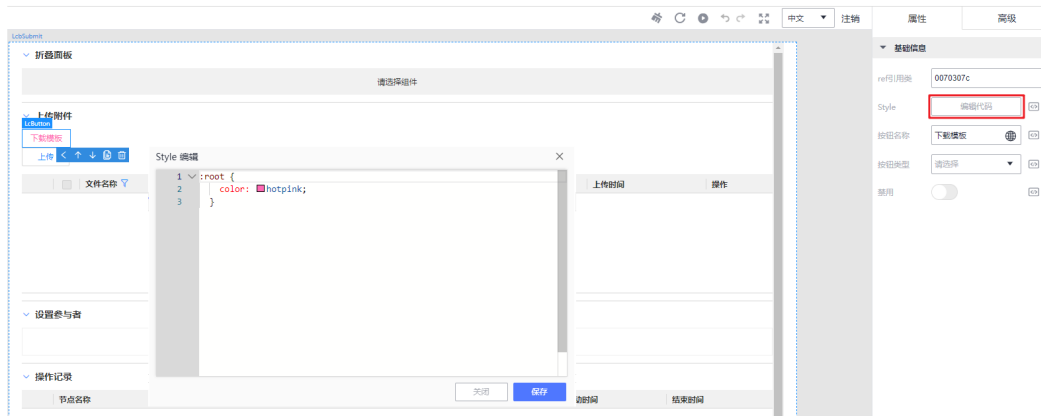 中文 注销 属性 高级
LcbSubmit
折叠面板
基础信息
请选择组件
ref引用类 0070307c
Style 编辑代码
上传附件
LcButton
下载模板
按钮名称 下载模板
上传
Style 编辑
按钮类型 请选择
文件名称
上传时间 操作
禁用
1 :root {
2 color: hotpink;
3 }
设置参与者
操作记录
关闭 保存
节点名称
动时间 结束时间